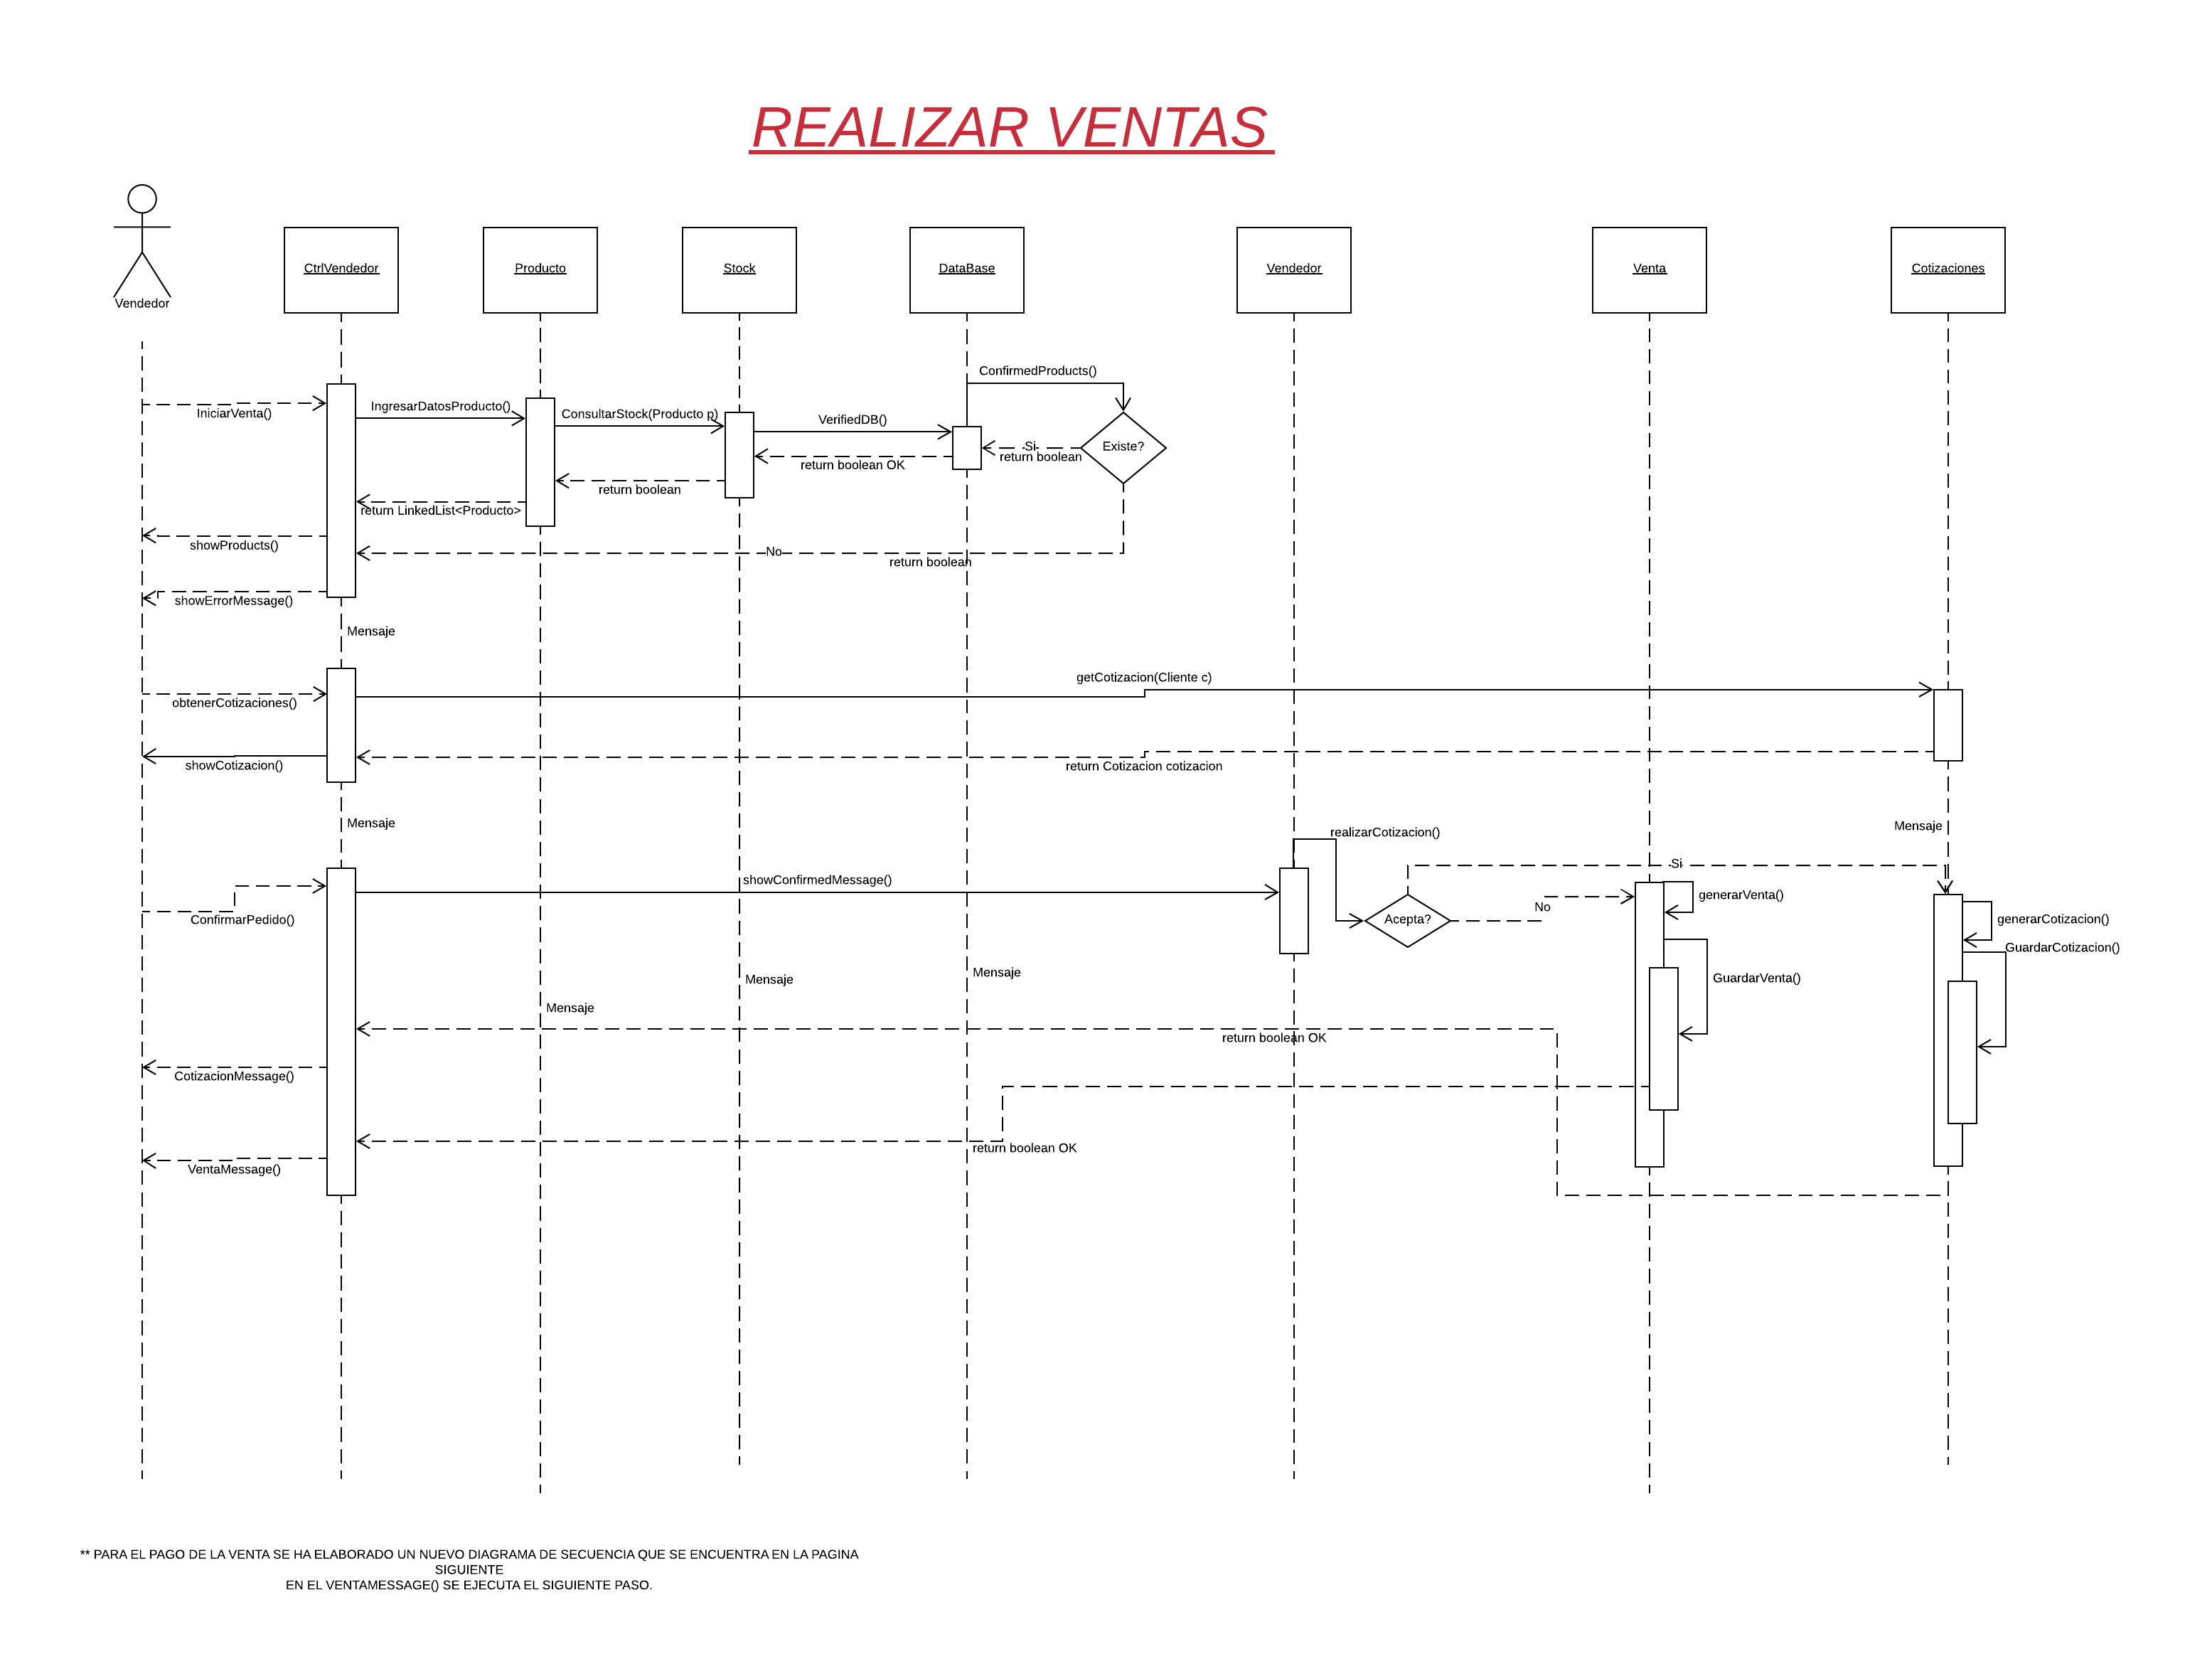 REALIZAR VENTAS
Vendedor
CtrlVendedor
Producto
Stock
DataBase
Vendedor
Venta
Cotizaciones
ConfirmedProducts()
IniciarVenta()
IngresarDatosProducto()
ConsultarStock(Producto p)
VerifiedDB()
Existe?
Si
return boolean
return boolean OK
return boolean
return LinkedList<Producto>
showProducts()
No
return boolean
showErrorMessage()
Mensaje
getCotizacion(Cliente c)
obtenerCotizaciones()
showCotizacion()
return Cotizacion cotizacion
Mensaje
Mensaje
realizarCotizacion()
Si
showConfirmedMessage()
generarVenta()
No
ConfirmarPedido()
Acepta?
generarCotizacion()
GuardarCotizacion()
Mensaje
Mensaje
GuardarVenta()
Mensaje
return boolean OK
CotizacionMessage()
return boolean OK
VentaMessage()
** PARA EL PAGO DE LA VENTA SE HA ELABORADO UN NUEVO DIAGRAMA DE SECUENCIA QUE SE ENCUENTRA EN LA PAGINA
SIGUIENTE
EN EL VENTAMESSAGE() SE EJECUTA EL SIGUIENTE PASO.